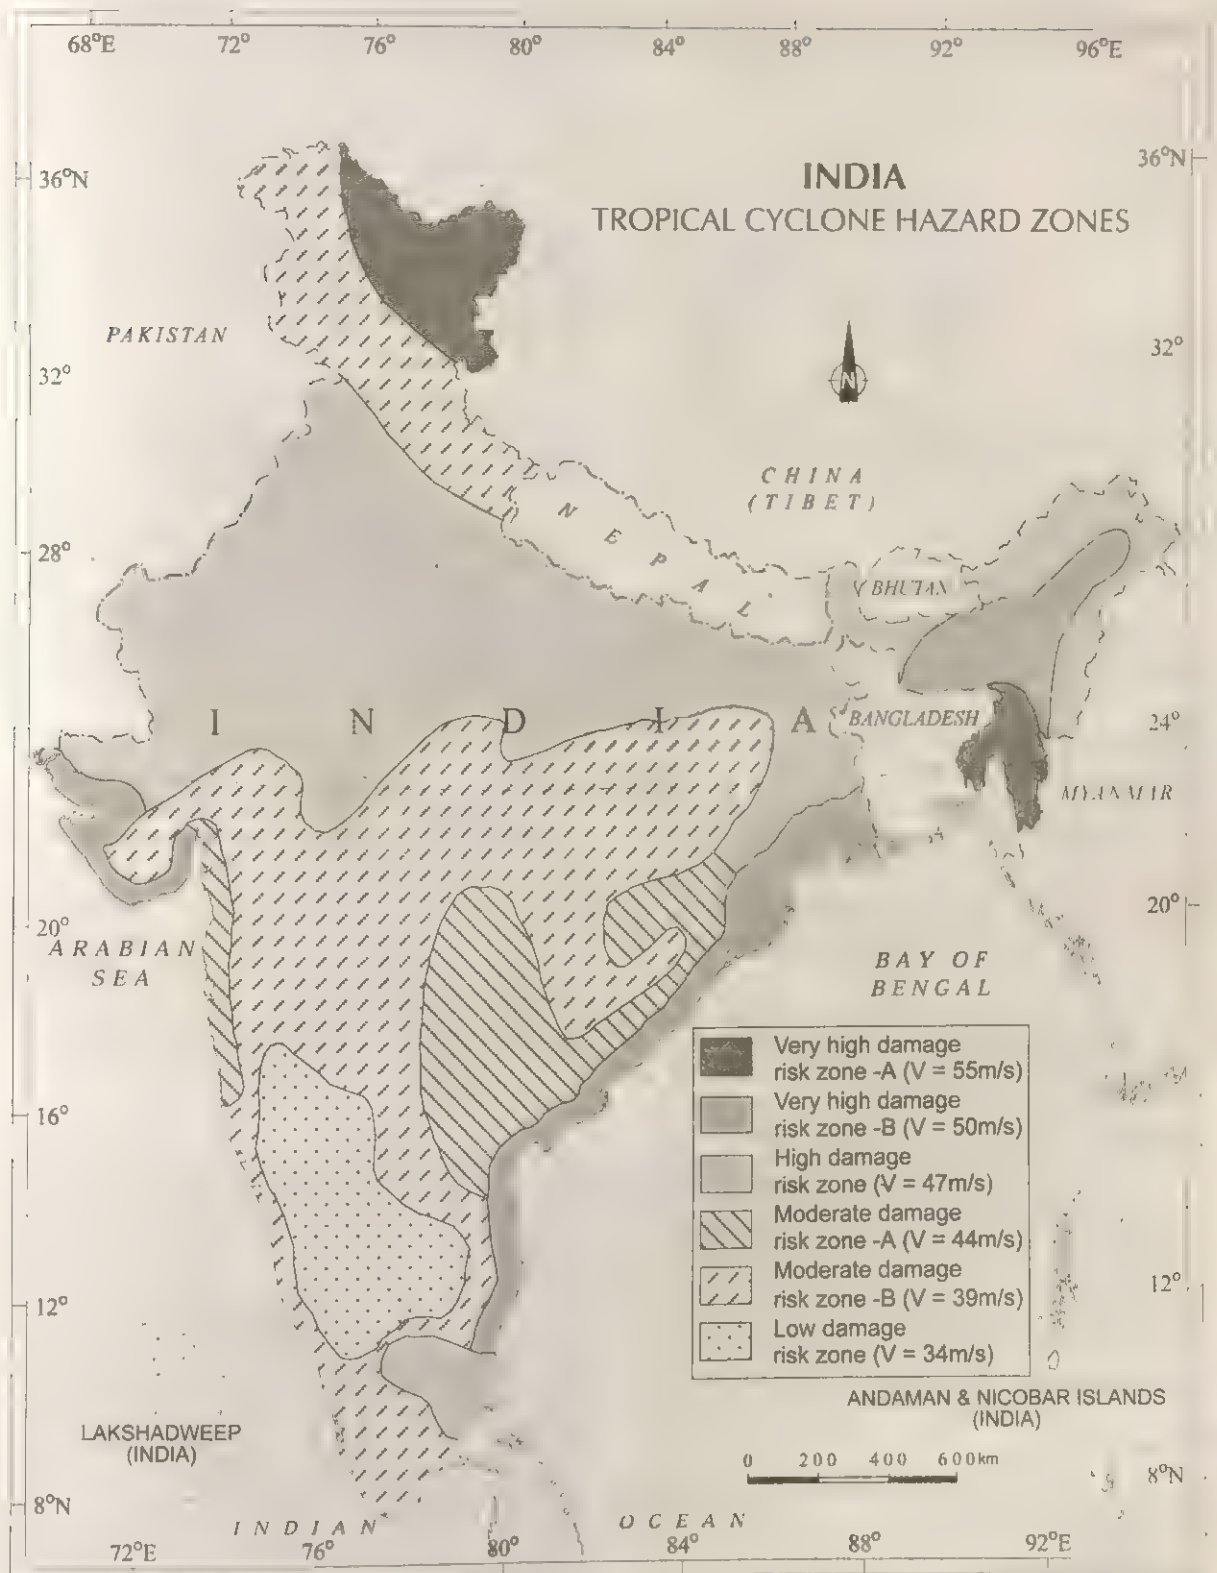 68°E 72° 76° 80° 84° 88° 92° 96°E
36°N 36°N
INDIA
TROPICAL CYCLONE HAZARD ZONES
PAKISTAN
32° 32°
N
CHINA
(TIBET)
NEPAL
28°
BHUTAN
INDIA
BANGLADESH
24°
MYANMAR
20° 20°
ARABIAN
SEA
BAY OF
BENGAL
Very high damage
risk zone -A (V = 55m/s)
Very high damage
risk zone -B (V = 50m/s)
16°
High damage
risk zone (V = 47m/s)
Moderate damage
risk zone -A (V = 44m/s)
Moderate damage
risk zone -B (V = 39m/s)
12° 12°
Low damage
risk zone (V = 34m/s)
ANDAMAN & NICOBAR ISLANDS
(INDIA)
LAKSHADWEEP
(INDIA)
0 200 400 600km
8°N 8°N
INDIAN OCEAN
72°E 76° 80° 84° 88° 92°E